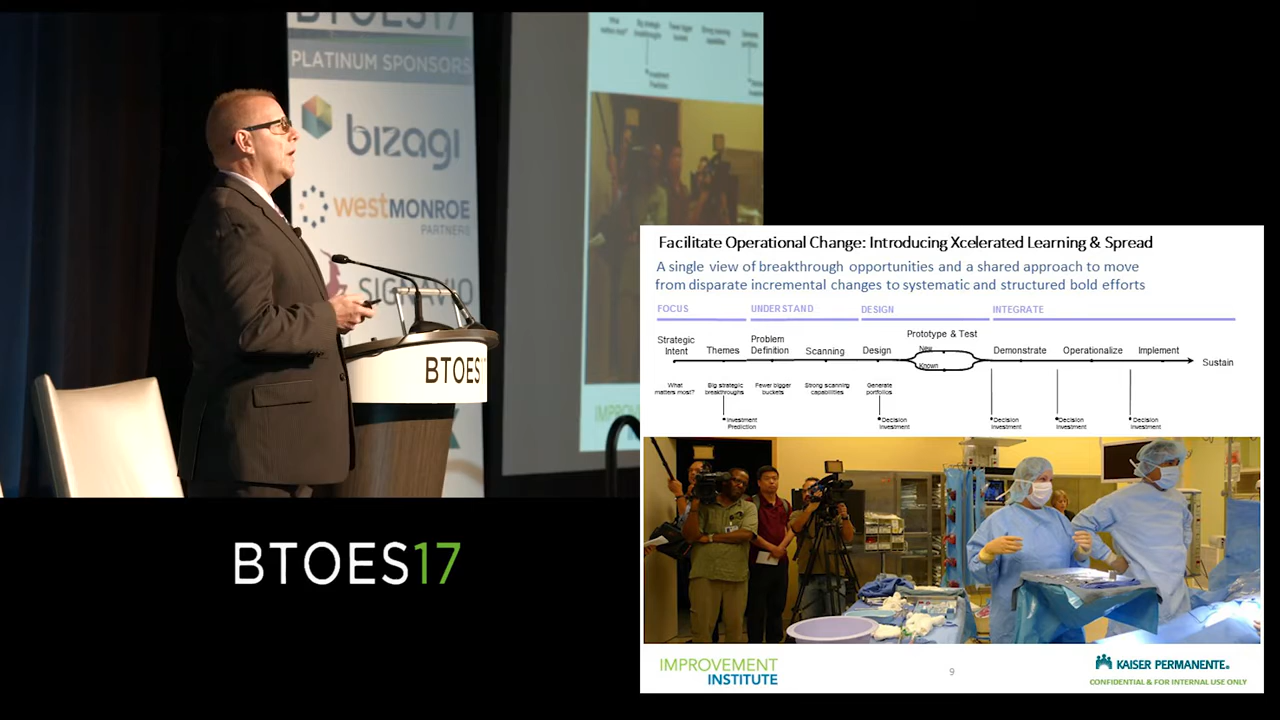 BTOES17
PLATINUM SPONSORS
bizagi
westMONROE
PARTNERS
SIGNAVIO
BTOES
BTOES17
Facilitate Operational Change: Introducing Xcelerated Learning & Spread
A single view of breakthrough opportunities and a shared approach to move
from disparate incremental changes to systematic and structured bold efforts
FOCUS
UNDERSTAND
DESIGN
INTEGRATE
Strategic
Intent
Themes
Problem
Definition
Scanning
Design
Prototype & Test
New
Known
Demonstrate
Operationalize
Implement
Sustain
What
matters most?
Big strategic
breakthroughs
Fewer bigger
buckets
Strong scanning
capabilities
Generate
portfolios
Investment
Prediction
Decision
Investment
Decision
Investment
Decision
Investment
Decision
Investment
IMPROVEMENT
INSTITUTE
9
KAISER PERMANENTE®
CONFIDENTIAL & FOR INTERNAL USE ONLY